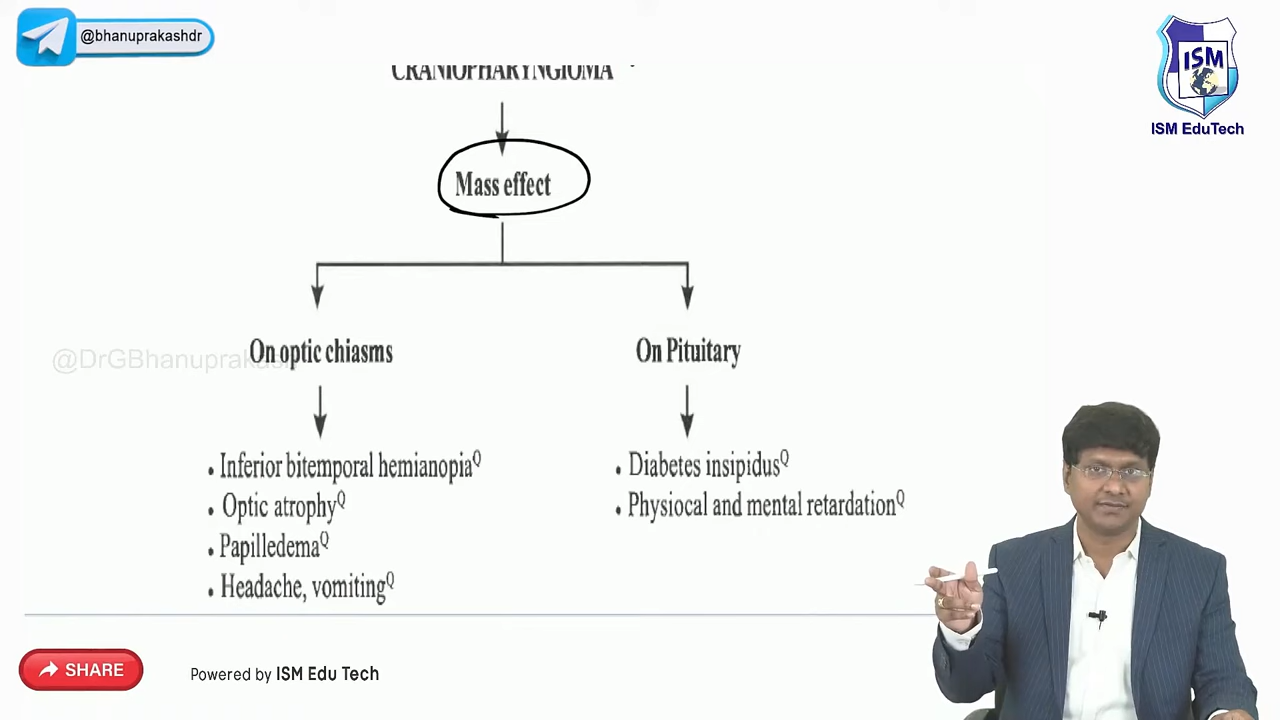 @bhanuprakashdr
ISM
ISM EduTech
CRANIOPHARYNGIOMA
Mass effect
On optic chiasms
On Pituitary
@DrGBhanuprakash
• Inferior bitemporal hemianopiaQ
• Optic atrophyQ
• PapilledemaQ
• Headache, vomitingQ
• Diabetes insipidusQ
• Physiocal and mental retardationQ
SHARE
Powered by ISM Edu Tech